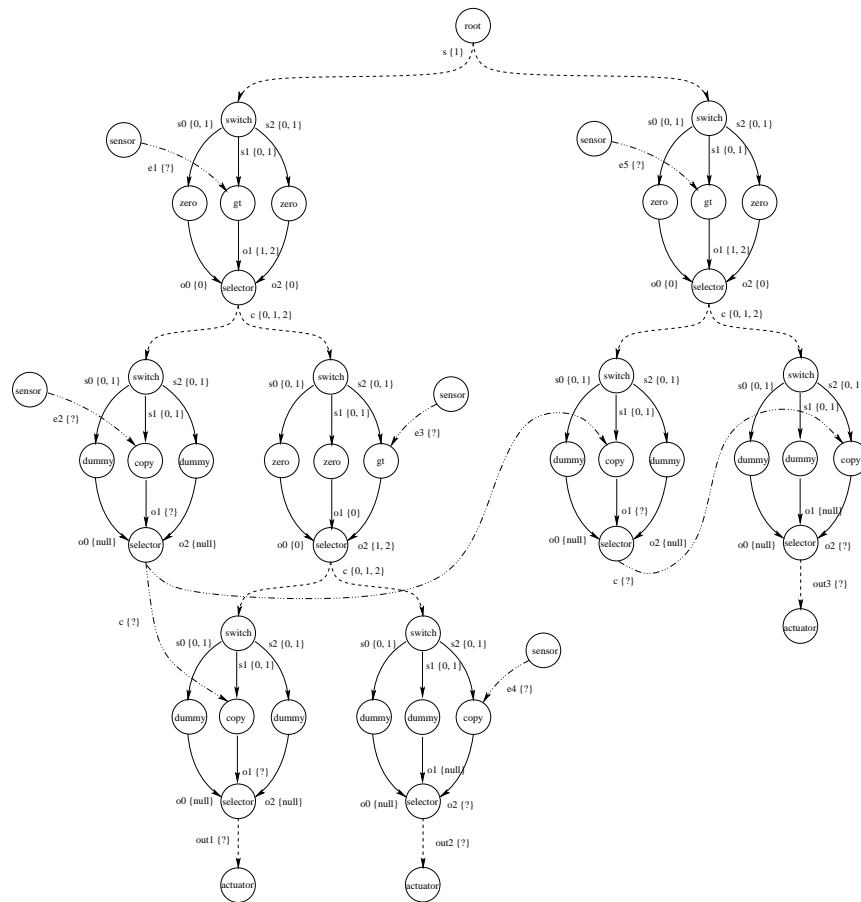 root
s {1}
switch
switch
s0 {0, 1}
s2 {0, 1}
s0 {0, 1}
s2 {0, 1}
sensor
sensor
s1 {0, 1}
s1 {0, 1}
e1 {?}
e5 {?}
zero
gt
zero
zero
gt
zero
o1 {1, 2}
o1 {1, 2}
o0 {0}
selector
o2 {0}
o0 {0}
selector
o2 {0}
c {0, 1, 2}
c {0, 1, 2}
switch
switch
switch
switch
s0 {0, 1}
s2 {0, 1}
s0 {0, 1}
s2 {0, 1}
s0 {0, 1}
s2 {0, 1}
s0 {0, 1}
s2 {0, 1}
sensor
sensor
s1 {0, 1}
s1 {0, 1}
s1 {0, 1}
s1 {0, 1}
e2 {?}
e3 {?}
dummy
copy
dummy
zero
zero
gt
dummy
copy
dummy
dummy
dummy
copy
o1 {?}
o1 {0}
o1 {?}
o1 {null}
o0 {null}
selector
o2 {null}
o0 {0}
selector
o2 {1, 2}
o0 {null}
selector
o2 {null}
o0 {null}
selector
o2 {?}
c {0, 1, 2}
c {?}
out3 {?}
c {?}
actuator
switch
switch
s0 {0, 1}
s2 {0, 1}
s0 {0, 1}
s2 {0, 1}
sensor
s1 {0, 1}
s1 {0, 1}
e4 {?}
dummy
copy
dummy
dummy
dummy
copy
o1 {?}
o1 {null}
o0 {null}
selector
o2 {null}
o0 {null}
selector
o2 {?}
out1 {?}
out2 {?}
actuator
actuator